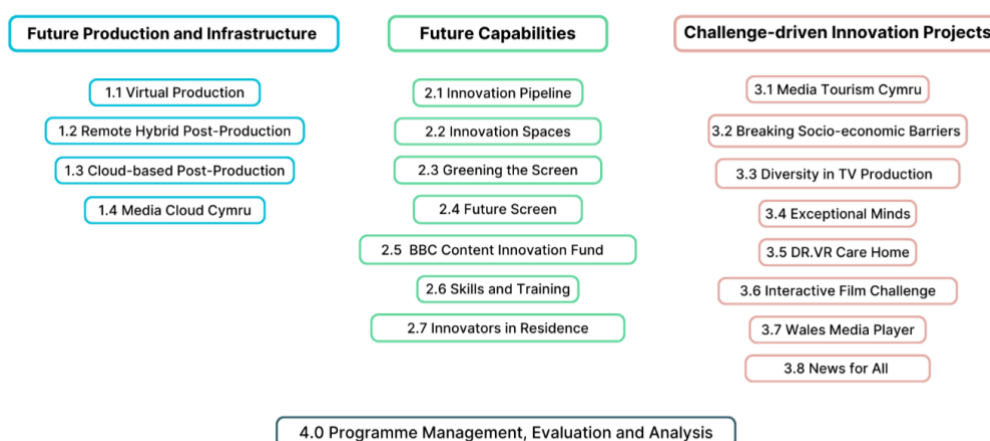 Future Production and Infrastructure
1.1 Virtual Production
1.2 Remote Hybrid Post-Production
1.3 Cloud-based Post-Production
1.4 Media Cloud Cymru
Future Capabilities
2.1 Innovation Pipeline
2.2 Innovation Spaces
2.3 Greening the Screen
2.4 Future Screen
2.5 BBC Content Innovation Fund
2.6 Skills and Training
2.7 Innovators in Residence
Challenge-driven Innovation Projects
3.1 Media Tourism Cymru
3.2 Breaking Socio-economic Barriers
3.3 Diversity in TV Production
3.4 Exceptional Minds
3.5 DR.VR Care Home
3.6 Interactive Film Challenge
3.7 Wales Media Player
3.8 News for All
4.0 Programme Management, Evaluation and Analysis